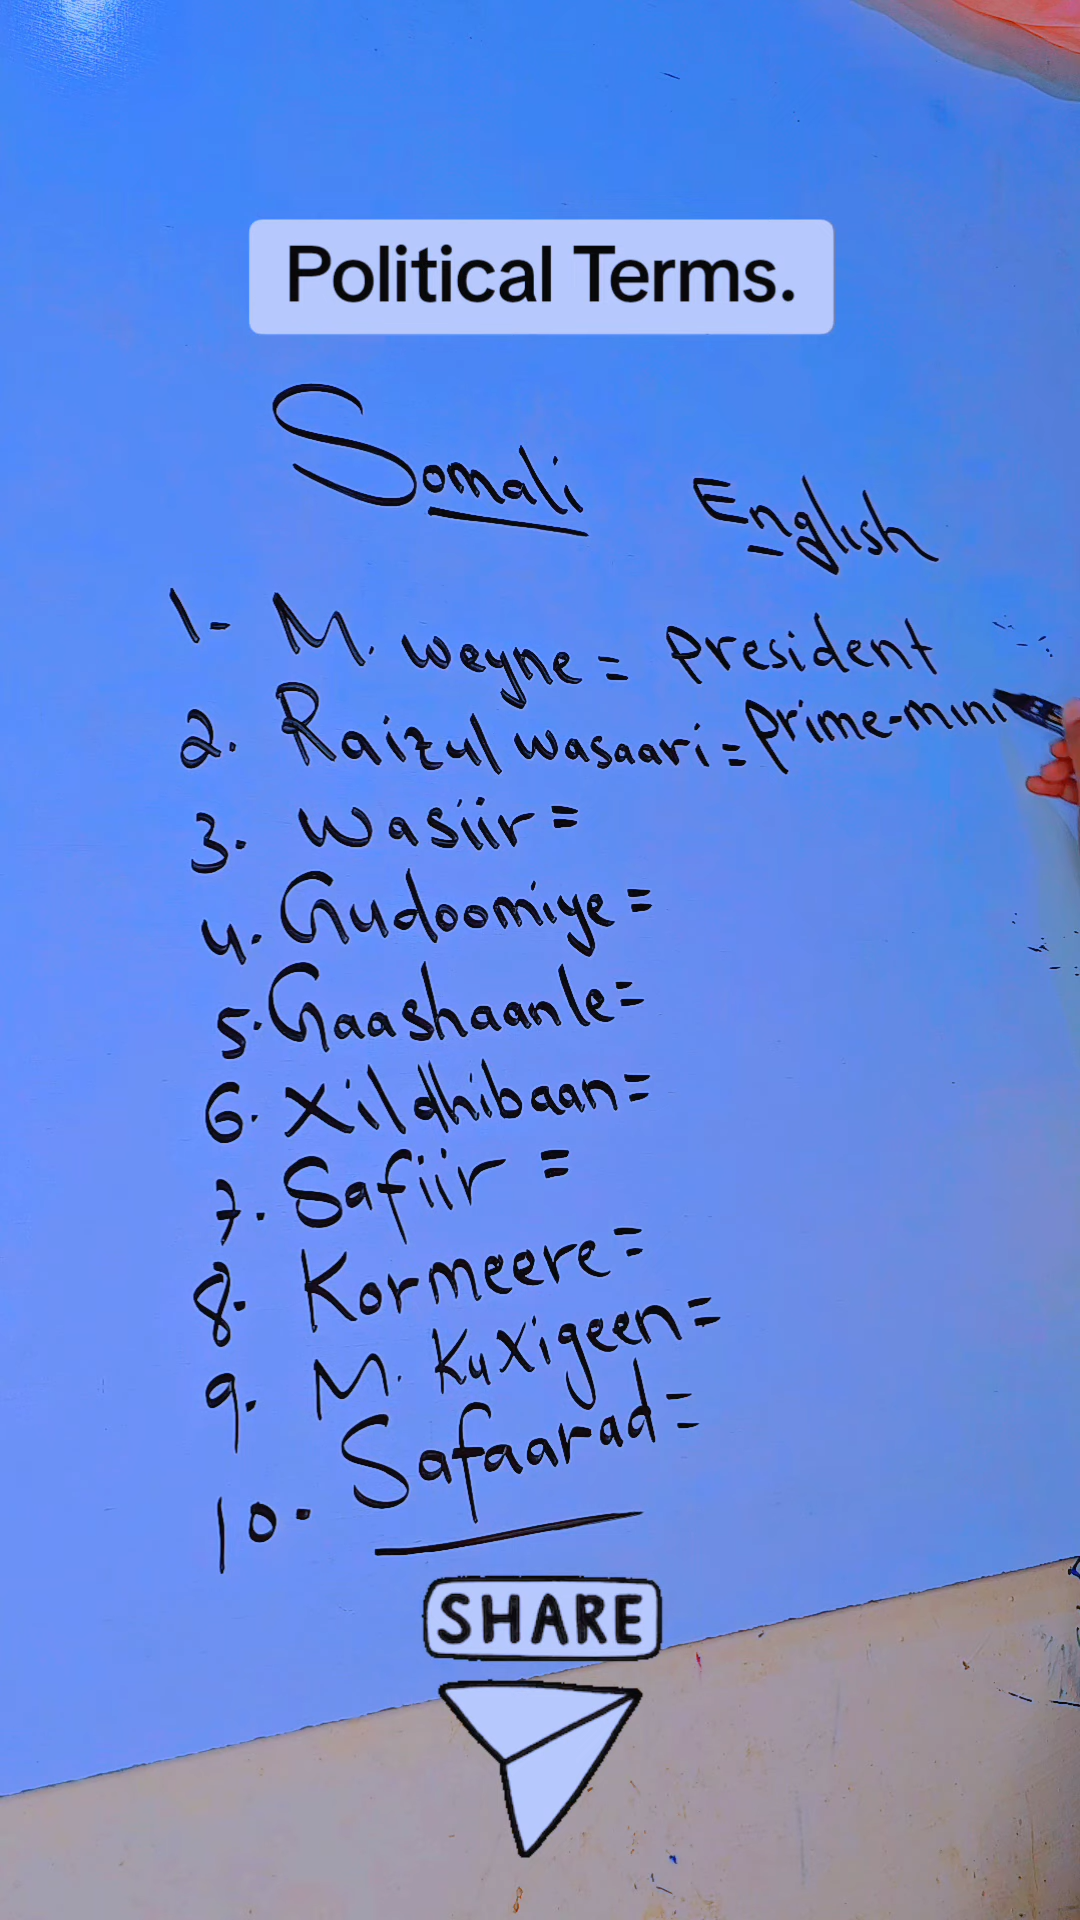 Political Terms.
Somali English
1- M. weyne = president
2. Raizul wasaari = prime-mini
3. Wasiir =
4. Gudoomiye =
5. Gaashaanle =
6. Xildhibaan =
7. Safiir =
8. Kormeere =
9. M. Kuxigeen =
10. Safaarad =
SHARE